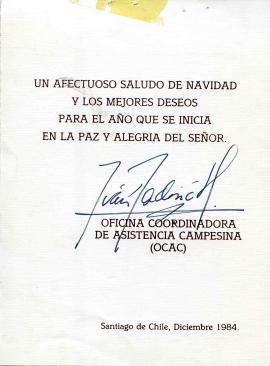 UN AFECTUOSO SALUDO DE NAVIDAD
Y LOS MEJORES DESEOS
PARA EL AÑO QUE SE INICIA
EN LA PAZ Y ALEGRIA DEL SEÑOR.
OFICINA COORDINADORA
DE ASISTENCIA CAMPESINA
(OCAC)
Santiago de Chile, Diciembre 1984.